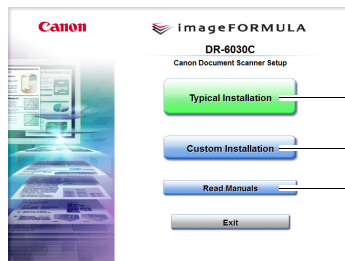 Canon
imageFORMULA
DR-6030C
Canon Document Scanner Setup
Typical Installation
Custom Installation
Read Manuals
Exit